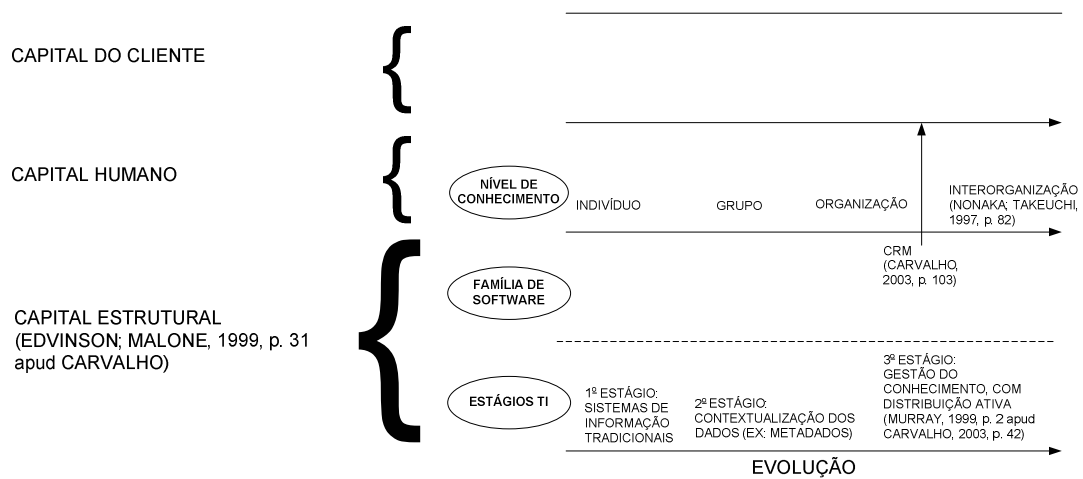 CAPITAL DO CLIENTE
CAPITAL HUMANO
NÍVEL DE
CONHECIMENTO
INDIVÍDUO
GRUPO
ORGANIZAÇÃO
INTERORGANIZAÇÃO
(NONAKA; TAKEUCHI,
1997, p. 82)
CRM
(CARVALHO,
2003, p. 103)
FAMÍLIA DE
SOFTWARE
CAPITAL ESTRUTURAL
(EDVINSON; MALONE, 1999, p. 31
apud CARVALHO)
ESTÁGIOS TI
1º ESTÁGIO:
SISTEMAS DE
INFORMAÇÃO
TRADICIONAIS
2º ESTÁGIO:
CONTEXTUALIZAÇÃO DOS
DADOS (EX: METADADOS)
3º ESTÁGIO:
GESTÃO DO
CONHECIMENTO, COM
DISTRIBUIÇÃO ATIVA
(MURRAY, 1999, p. 2 apud
CARVALHO, 2003, p. 42)
EVOLUÇÃO